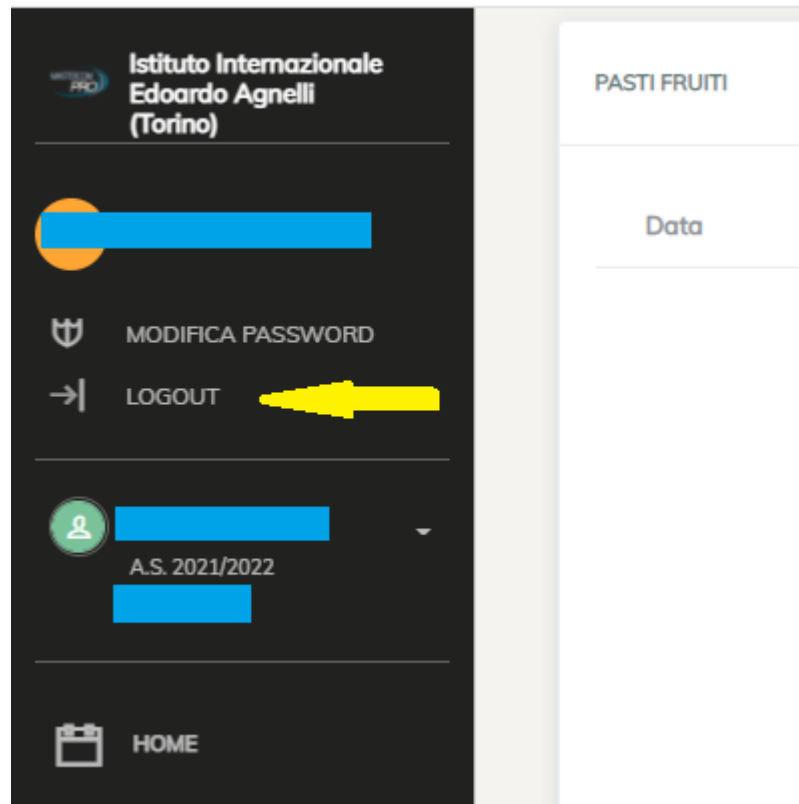 Istituto Internazionale
Edoardo Agnelli
(Torino)
MODIFICA PASSWORD
LOGOUT
A.S. 2021/2022
HOME
PASTI FRUITI
Data